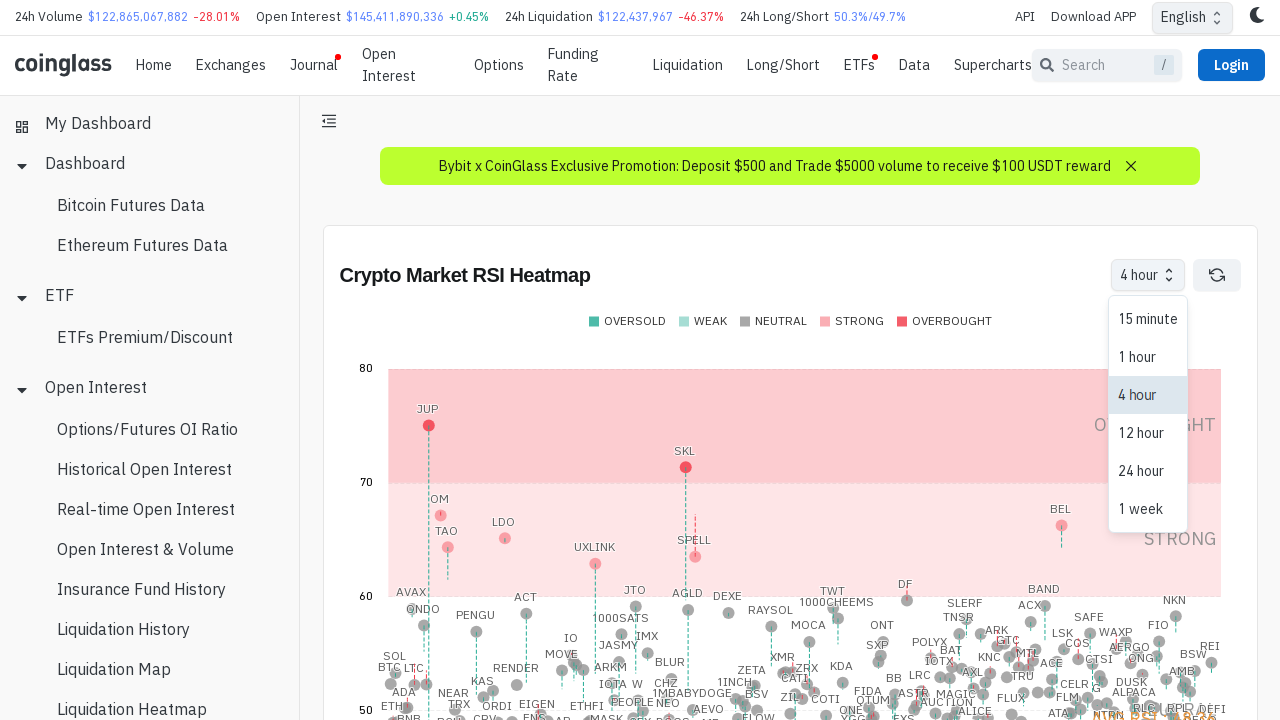 24h Volume $122,865,067,882 -28.01% Open Interest $145,411,890,336 +0.45% 24h Liquidation $122,437,967 -46.37% 24h Long/Short 50.3%/49.7% API Download APP English
coinglass Home Exchanges Journal Open Interest Options Funding Rate Liquidation Long/Short ETFs Data Supercharts Search / Login
My Dashboard
Dashboard
Bitcoin Futures Data
Ethereum Futures Data
ETF
ETFs Premium/Discount
Open Interest
Options/Futures OI Ratio
Historical Open Interest
Real-time Open Interest
Open Interest & Volume
Insurance Fund History
Liquidation History
Liquidation Map
Liquidation Heatmap
Bybit x CoinGlass Exclusive Promotion: Deposit $500 and Trade $5000 volume to receive $100 USDT reward
Crypto Market RSI Heatmap
4 hour
15 minute
1 hour
4 hour
12 hour
24 hour
1 week
OVERSOLD WEAK NEUTRAL STRONG OVERBOUGHT
80
JUP
SKL
70
OM
TAO
LDO
BEL
UXLINK
SPELL
STRONG
60
AVAX
ONDO
PENGU
ACT
1000SATS
JTO
AGLD
DEXE
RAYSOL
TWT
1000CHEEMS
DF
SLERF
TNSR
BAND
ACX
SAFE
NKN
SOL
BTC
LTC
KAS
IO
MOVE
JASMY
IMX
MOCA
ONT
POLYX
ARK
GTC
LSK
COS
WAXP
FIO
REI
ADA
ETH
NEAR
RENDER
ARKM
BLUR
ZETA
XMR
ZRX
CATI
KDA
SXP
BAT
IOTX
KNC
MTL
TRU
ACE
CTSI
AERGO
ONG
BSW
BNB
TRX
ORDI
EIGEN
ETHFI
IOTA
W
PEOPLE
CHZ
NEO
1MBABYDOGE
1INCH
BSV
ZIL
COTI
FIDA
BB
ASTR
LRC
MAGIC
AXL
FLUX
CELR
FLM
DUSK
ALPACA
AMB
50
CRV
ENS
MASK
AEVO
FLOW
ONE
QTUM
AUCTION
ALICE
ATA
NTRN
RLC
RPL
DEFI